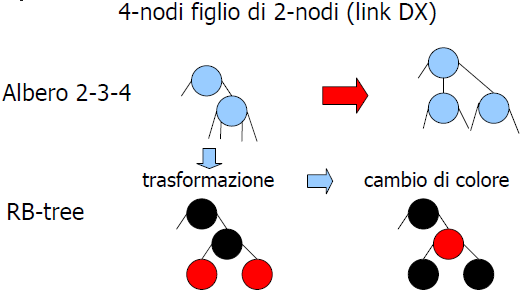 4-nodi figlio di 2-nodi (link DX)
Albero 2-3-4
trasformazione
cambio di colore
RB-tree